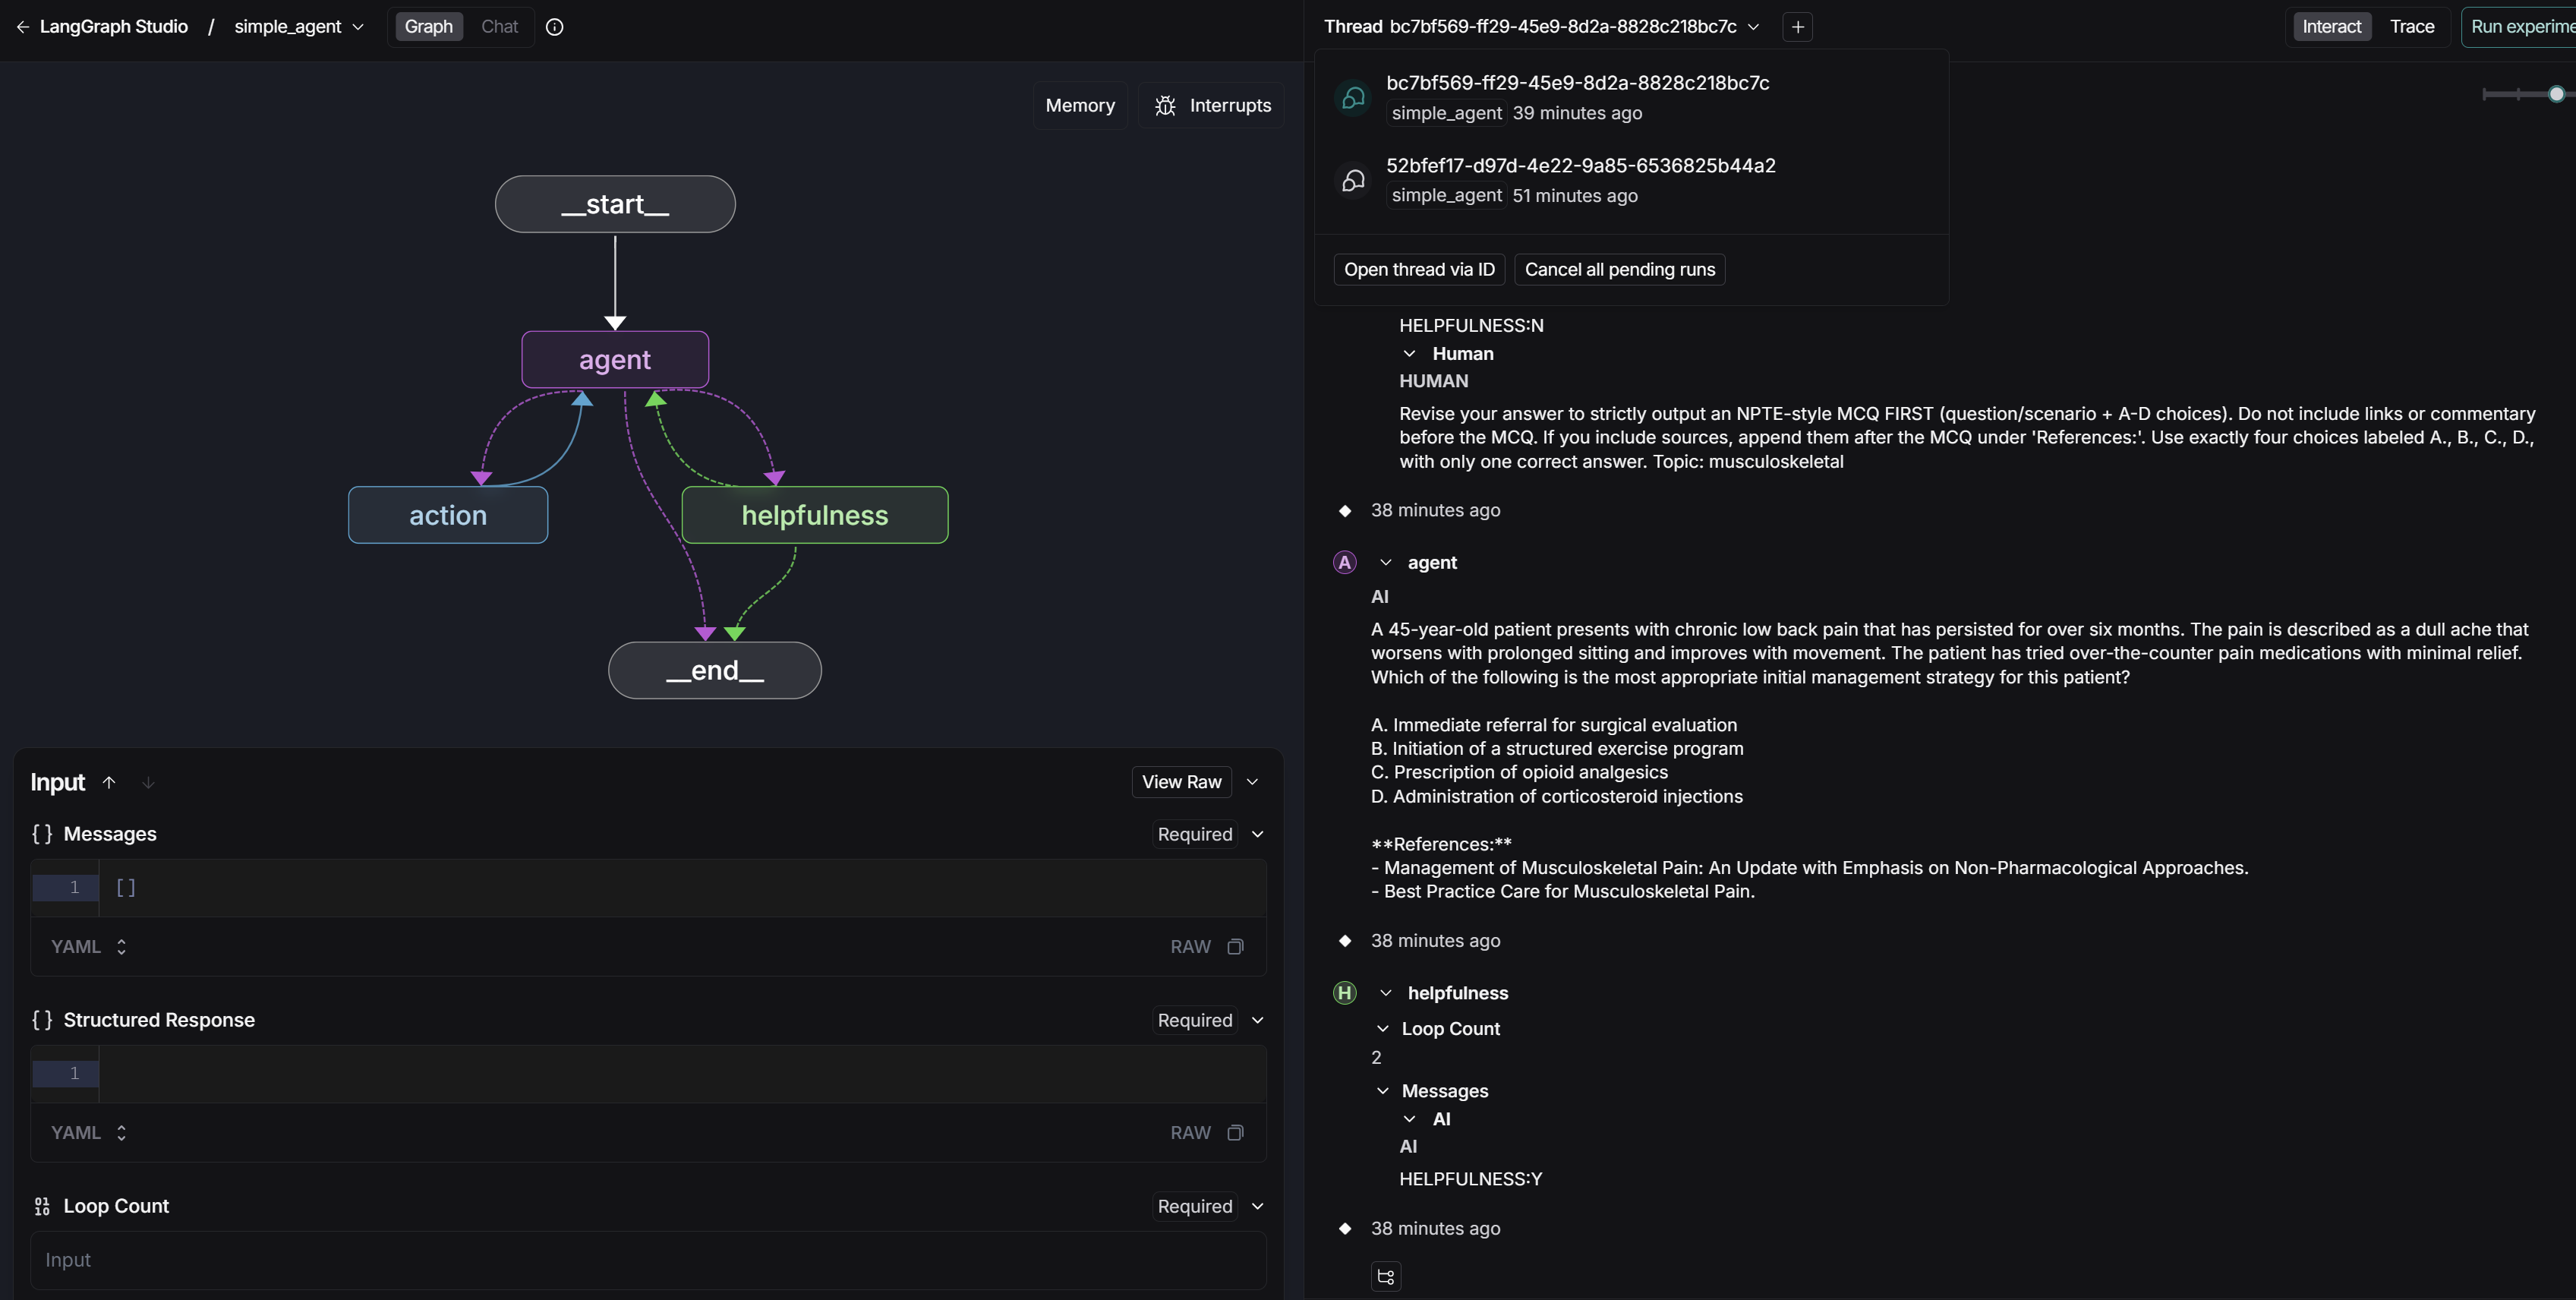 LangGraph Studio / simple_agent Graph Chat
Memory Interrupts
__start__
agent
action helpfulness
__end__
Input View Raw
Messages Required
1 []
YAML RAW
Structured Response Required
1
YAML RAW
Loop Count Required
Input
Thread bc7bf569-ff29-45e9-8d2a-8828c218bc7c + Interact Trace Run experime
bc7bf569-ff29-45e9-8d2a-8828c218bc7c
simple_agent 39 minutes ago
52bfef17-d97d-4e22-9a85-6536825b44a2
simple_agent 51 minutes ago
Open thread via ID Cancel all pending runs
HELPFULNESS:N
Human
HUMAN
Revise your answer to strictly output an NPTE-style MCQ FIRST (question/scenario + A-D choices). Do not include links or commentary
before the MCQ. If you include sources, append them after the MCQ under 'References:'. Use exactly four choices labeled A., B., C., D.,
with only one correct answer. Topic: musculoskeletal
38 minutes ago
A agent
AI
A 45-year-old patient presents with chronic low back pain that has persisted for over six months. The pain is described as a dull ache that
worsens with prolonged sitting and improves with movement. The patient has tried over-the-counter pain medications with minimal relief.
Which of the following is the most appropriate initial management strategy for this patient?
A. Immediate referral for surgical evaluation
B. Initiation of a structured exercise program
C. Prescription of opioid analgesics
D. Administration of corticosteroid injections
**References:**
- Management of Musculoskeletal Pain: An Update with Emphasis on Non-Pharmacological Approaches.
- Best Practice Care for Musculoskeletal Pain.
38 minutes ago
H helpfulness
Loop Count
2
Messages
AI
AI
HELPFULNESS:Y
38 minutes ago